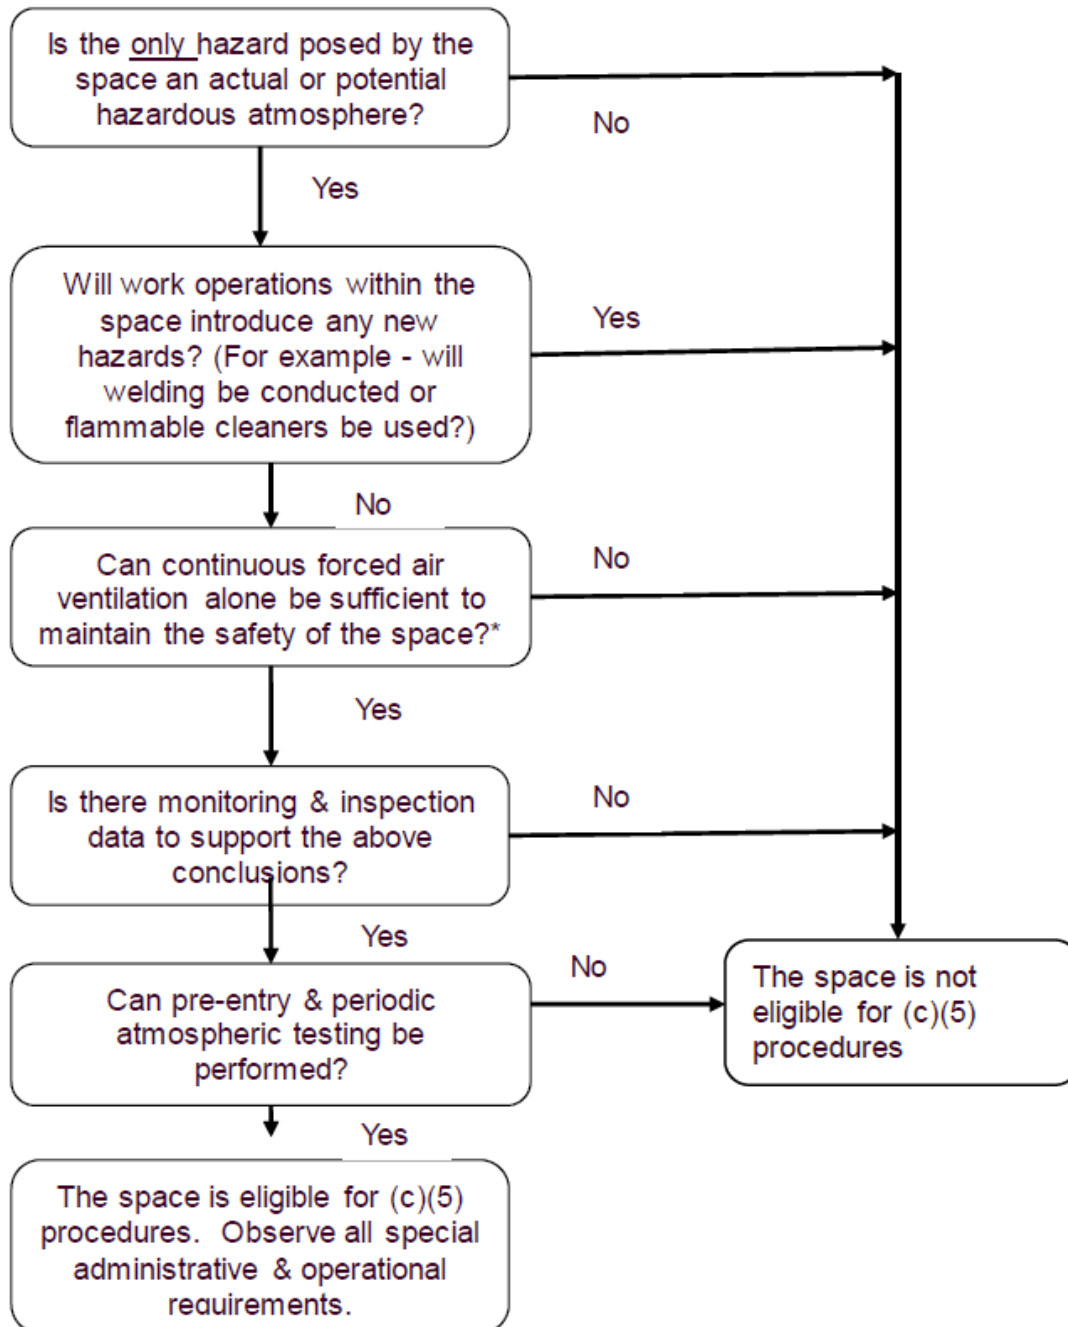 Is the only hazard posed by the
space an actual or potential
hazardous atmosphere?
No
Yes
Will work operations within the
space introduce any new
hazards? (For example - will
welding be conducted or
flammable cleaners be used?)
Yes
No
Can continuous forced air
ventilation alone be sufficient to
maintain the safety of the space?*
No
Yes
Is there monitoring & inspection
data to support the above
conclusions?
No
Yes
Can pre-entry & periodic
atmospheric testing be
performed?
No
The space is not
eligible for (c)(5)
procedures
Yes
The space is eligible for (c)(5)
procedures. Observe all special
administrative & operational
requirements.